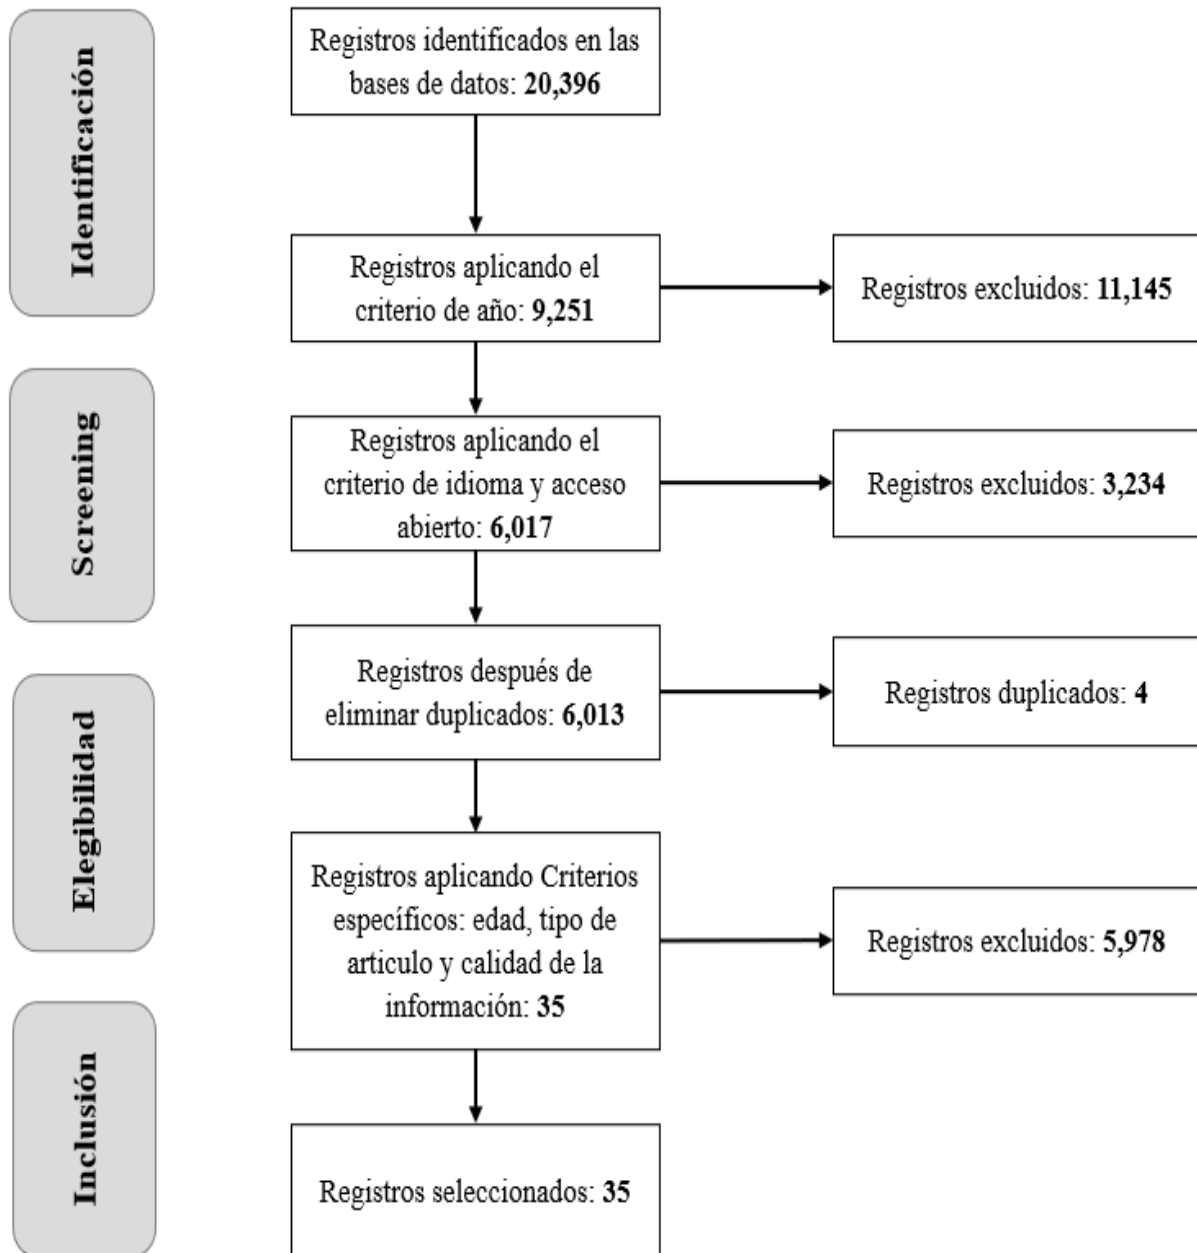 Identificación
Registros identificados en las
bases de datos: 20,396
Registros aplicando el
criterio de año: 9,251
Registros excluidos: 11,145
Screening
Registros aplicando el
criterio de idioma y acceso
abierto: 6,017
Registros excluidos: 3,234
Elegibilidad
Registros después de
eliminar duplicados: 6,013
Registros duplicados: 4
Registros aplicando Criterios
específicos: edad, tipo de
articulo y calidad de la
información: 35
Registros excluidos: 5,978
Inclusión
Registros seleccionados: 35